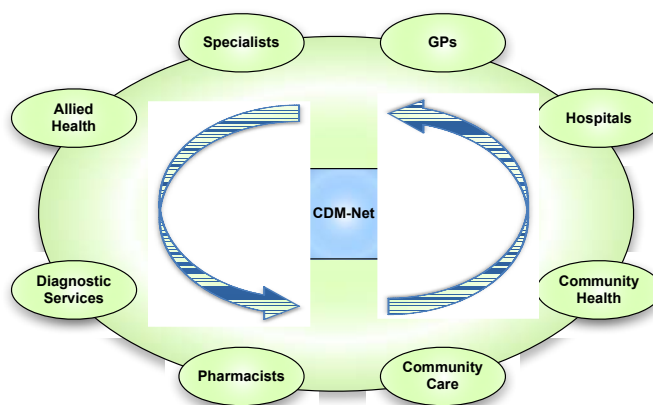 Specialists
GPs
Allied
Health
Hospitals
CDM-Net
Diagnostic
Services
Community
Health
Pharmacists
Community
Care